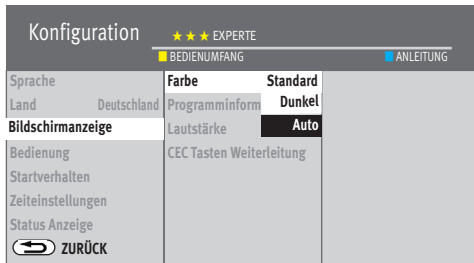 Konfiguration
★ ★ ★ EXPERTE
BEDIENUMFANG
ANLEITUNG
Sprache
Land Deutschland
Bildschirmanzeige
Bedienung
Startverhalten
Zeiteinstellungen
Status Anzeige
ZURÜCK
Farbe Standard
Programminform Dunkel
Lautstärke Auto
CEC Tasten Weiterleitung